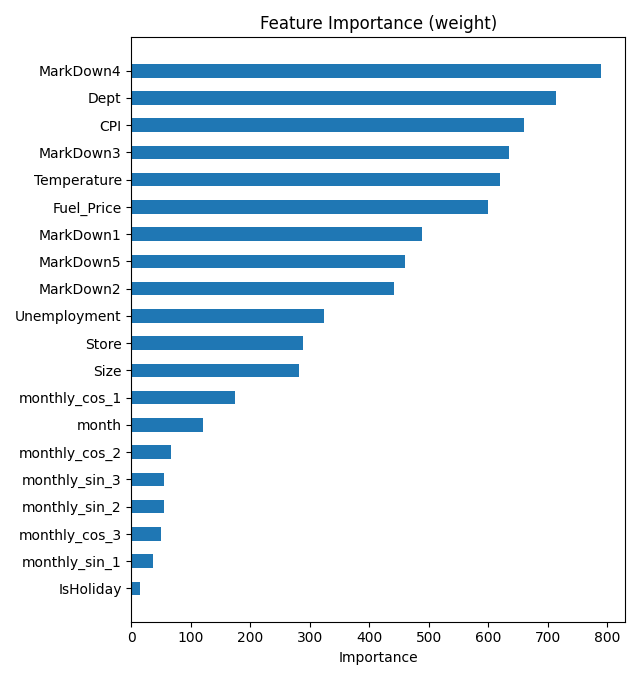 Feature Importance (weight)
MarkDown4
Dept
CPI
MarkDown3
Temperature
Fuel_Price
MarkDown1
MarkDown5
MarkDown2
Unemployment
Store
Size
monthly_cos_1
month
monthly_cos_2
monthly_sin_3
monthly_sin_2
monthly_cos_3
monthly_sin_1
IsHoliday
0 100 200 300 400 500 600 700 800
Importance